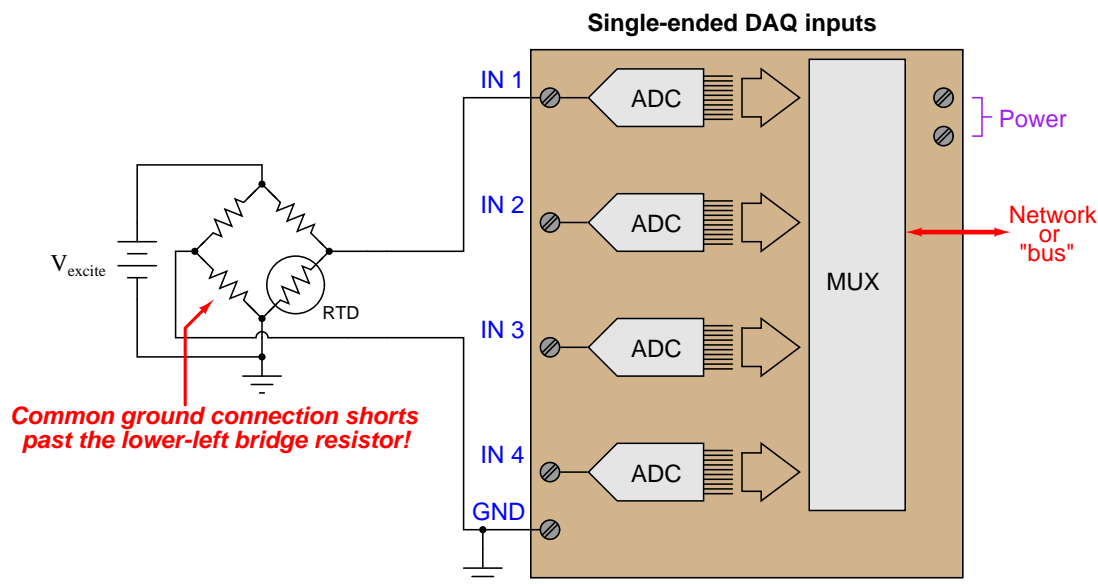 Single-ended DAQ inputs
IN 1
ADC
Power
IN 2
ADC
Network
or
"bus"
V excite
RTD
MUX
IN 3
ADC
Common ground connection shorts
past the lower-left bridge resistor!
IN 4
ADC
GND